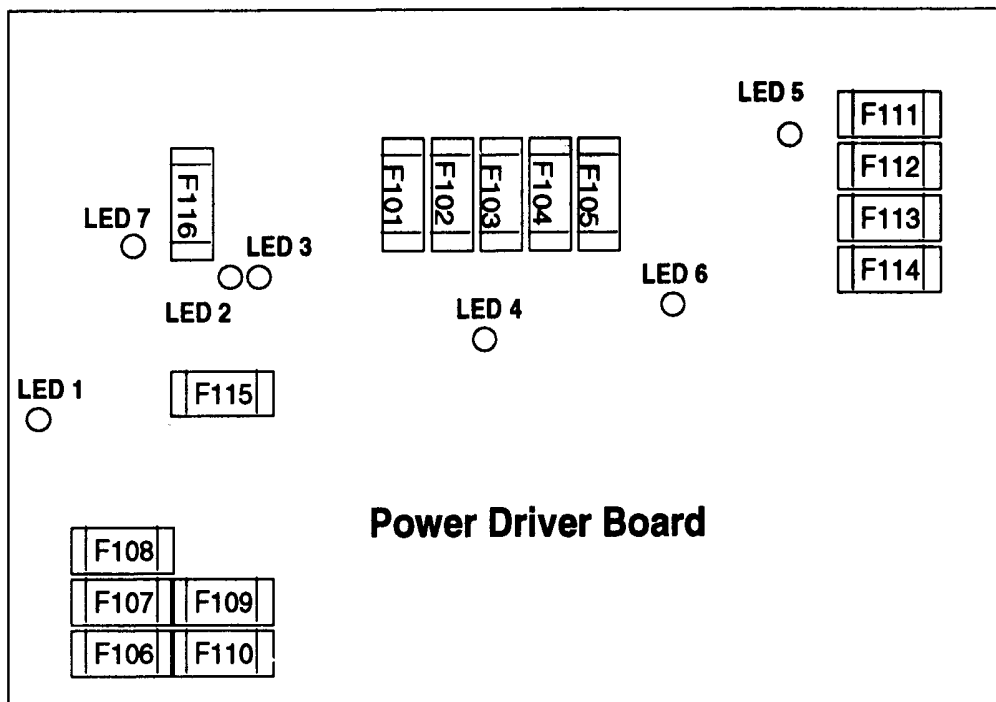 LED 5
F111
F112
F113
F114
F116
F101
F102
F103
F104
F105
LED 7
LED 3
LED 2
LED 6
LED 4
LED 1
F115
Power Driver Board
F108
F107
F109
F106
F110